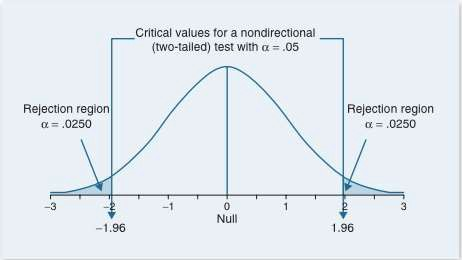 Critical values for a nondirectional
(two-tailed) test with α = .05
Rejection region
α = .0250
Rejection region
α = .0250
−3 −2 −1 0 1 2 3
Null
−1.96
1.96